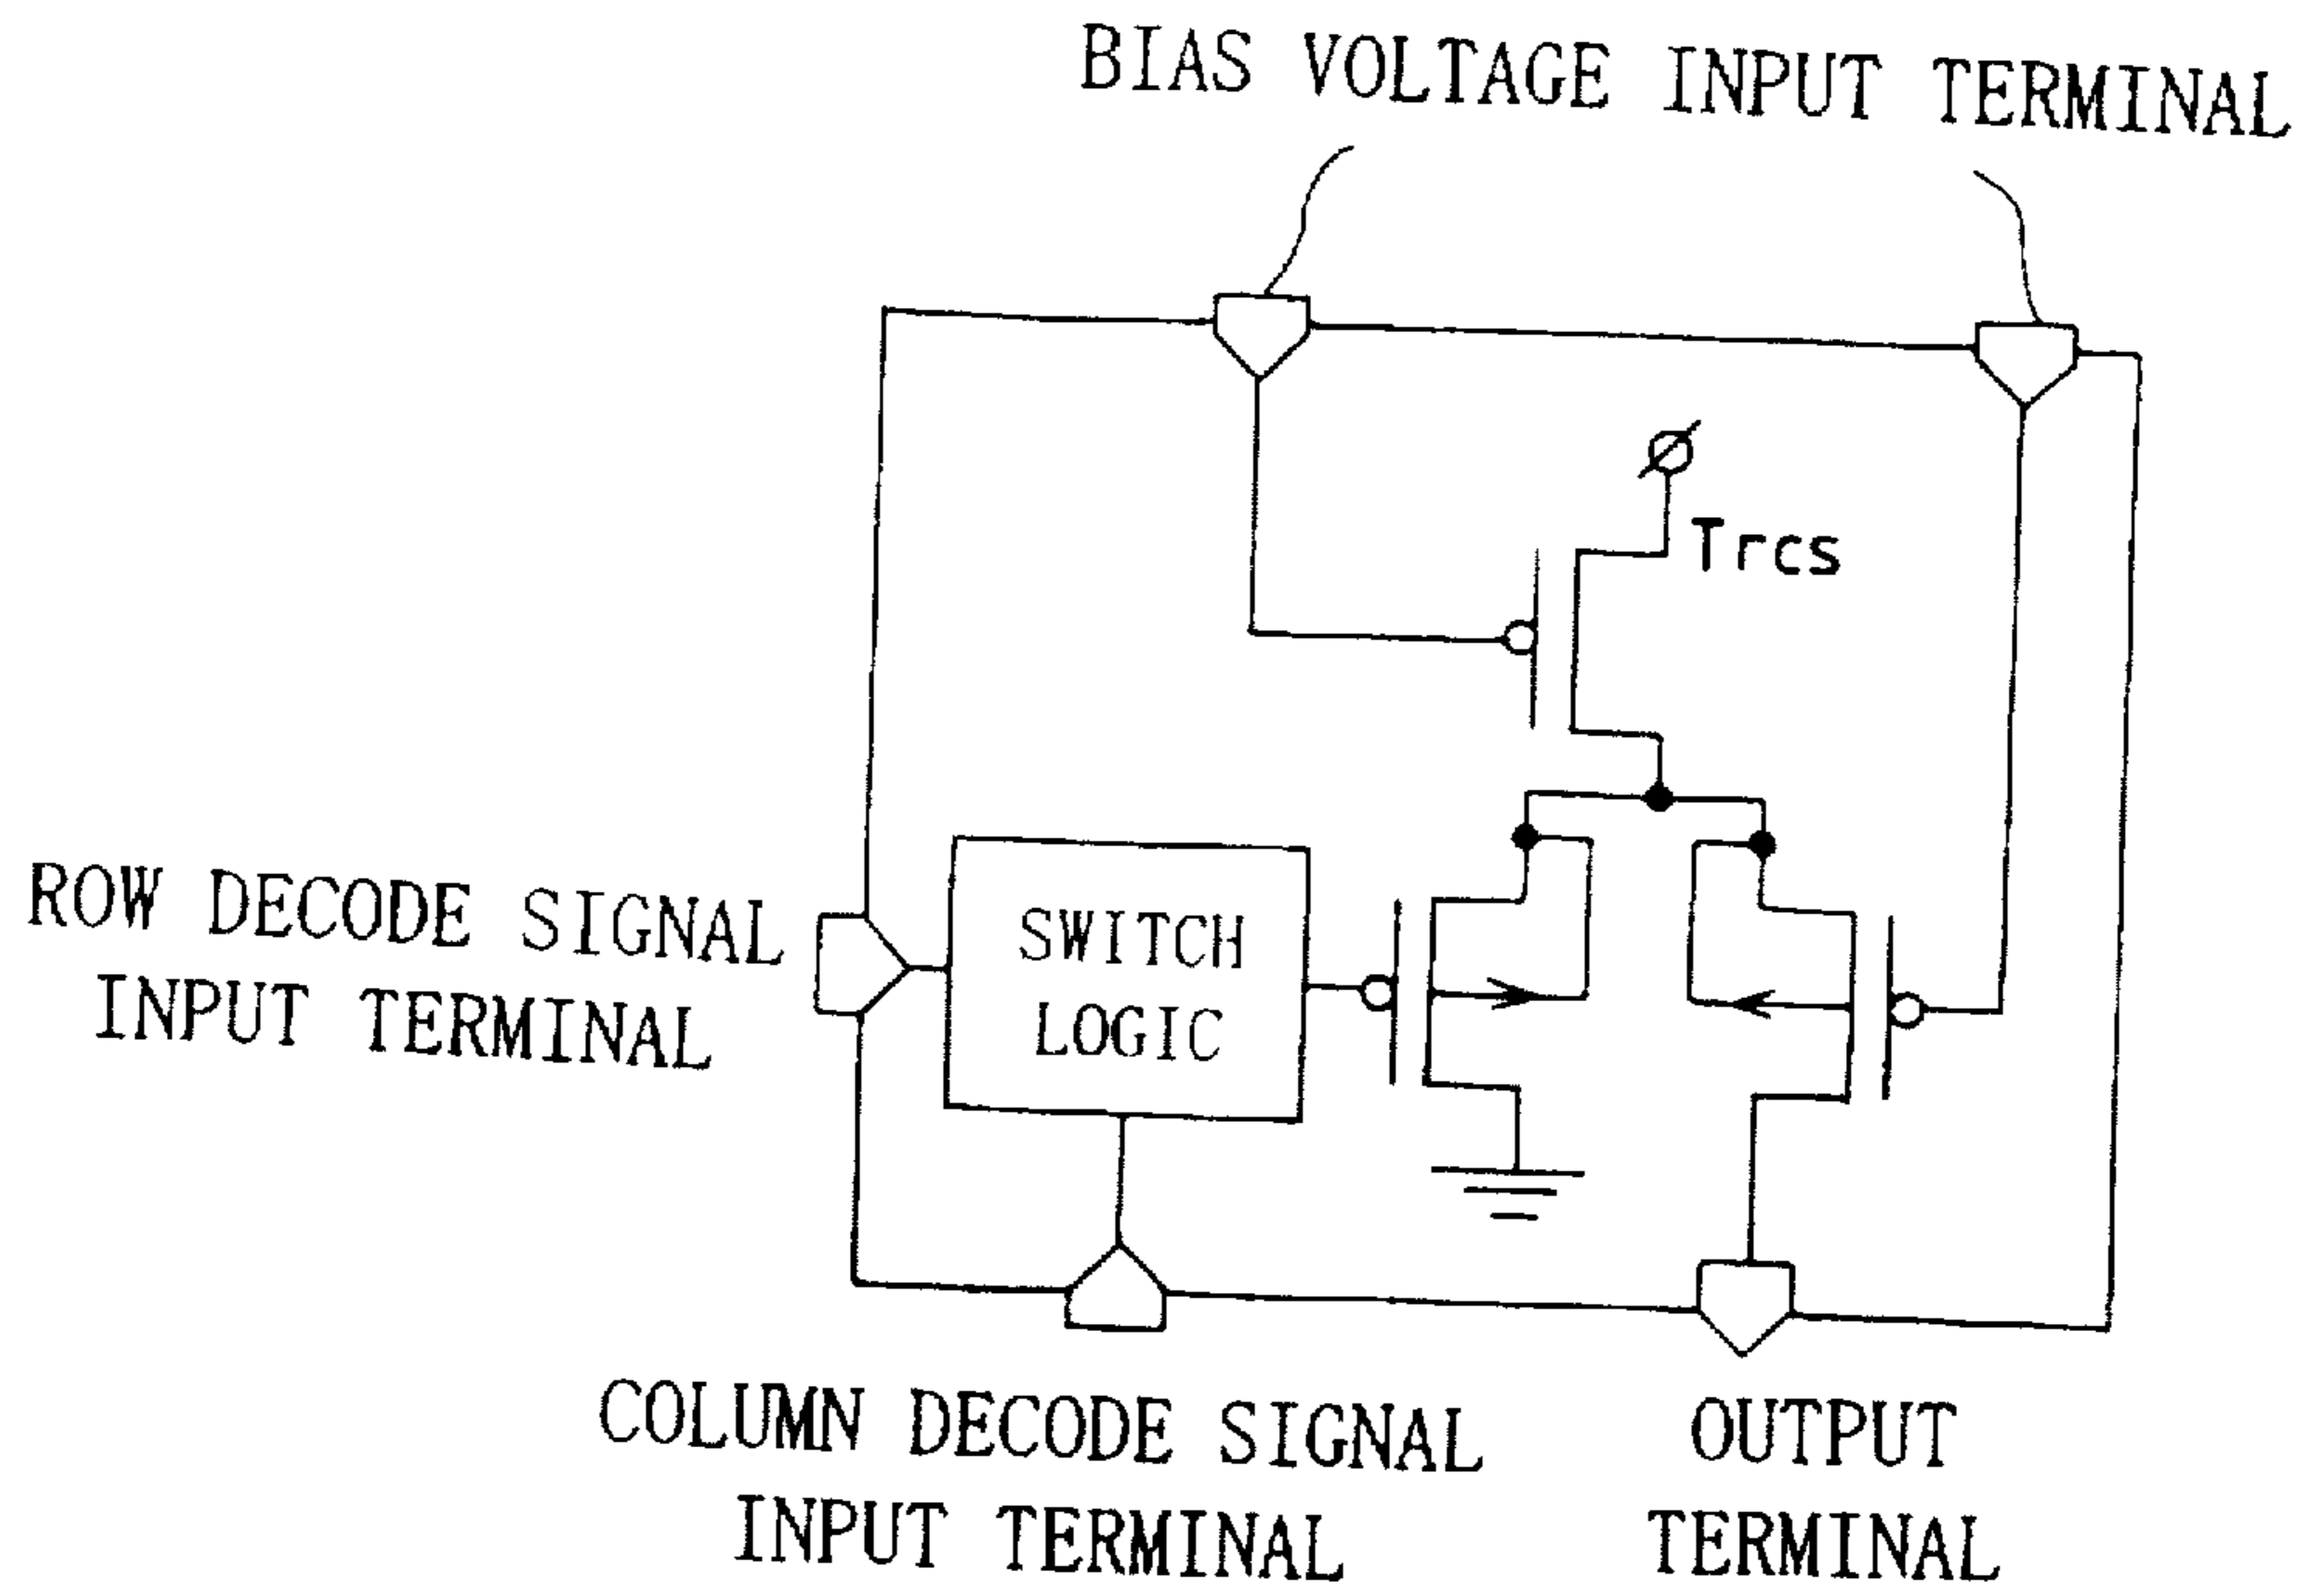 BIAS VOLTAGE INPUT TERMINAL
Trcs
ROW DECODE SIGNAL
INPUT TERMINAL
SWITCH
LOGIC
COLUMN DECODE SIGNAL
INPUT TERMINAL
OUTPUT
TERMINAL